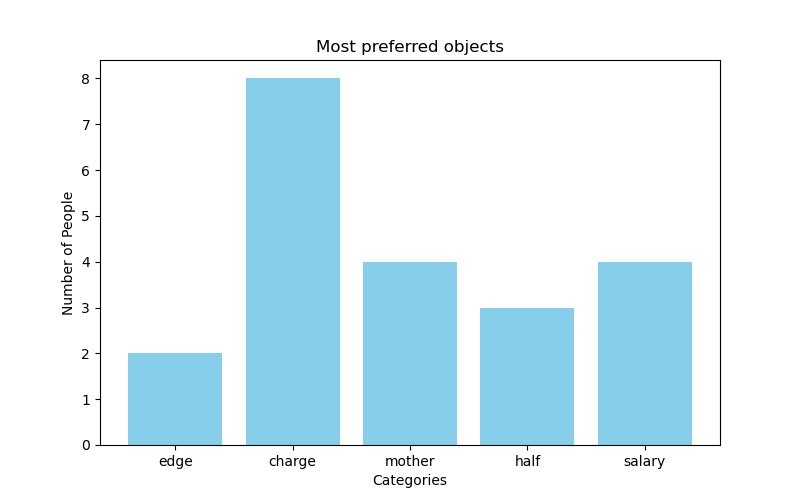 Most preferred objects
Number of People
8
7
6
5
4
3
2
1
0
edge charge mother half salary
Categories